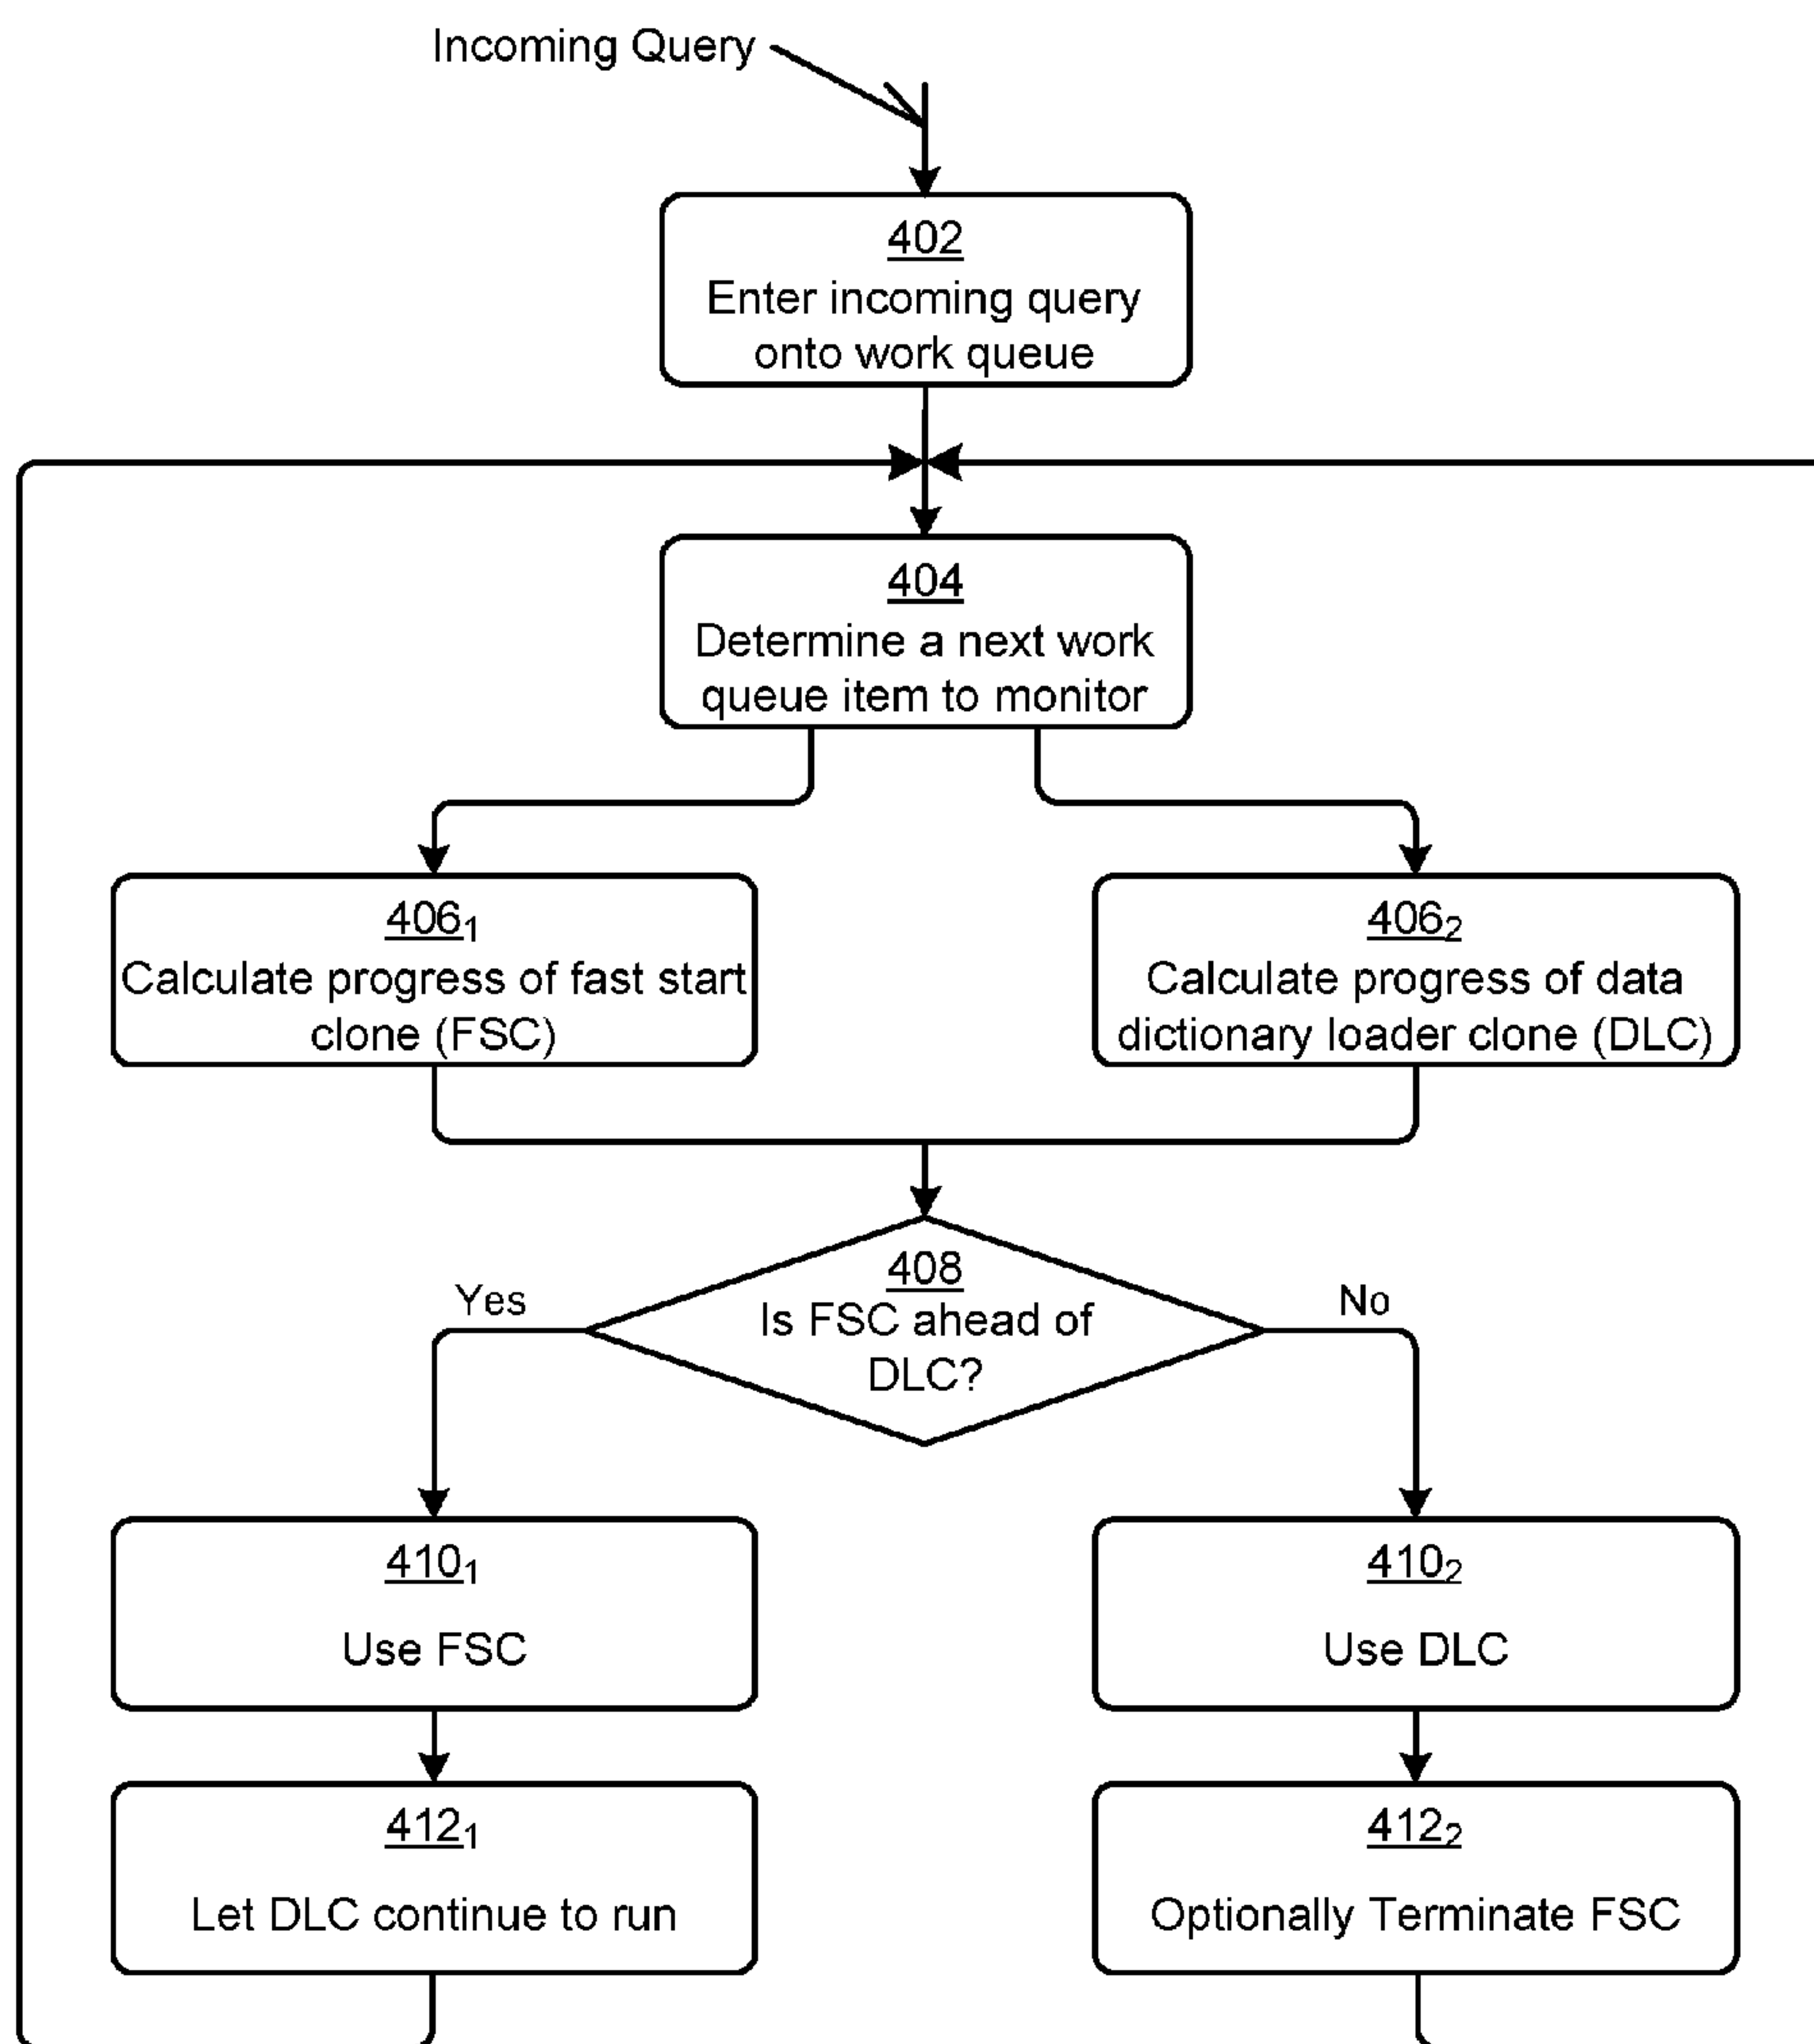 Incoming Query
402
Enter incoming query
onto work queue
404
Determine a next work
queue item to monitor
406₁
Calculate progress of fast start
clone (FSC)
406₂
Calculate progress of data
dictionary loader clone (DLC)
408
Is FSC ahead of
DLC?
Yes
No
410₁
Use FSC
410₂
Use DLC
412₁
Let DLC continue to run
412₂
Optionally Terminate FSC